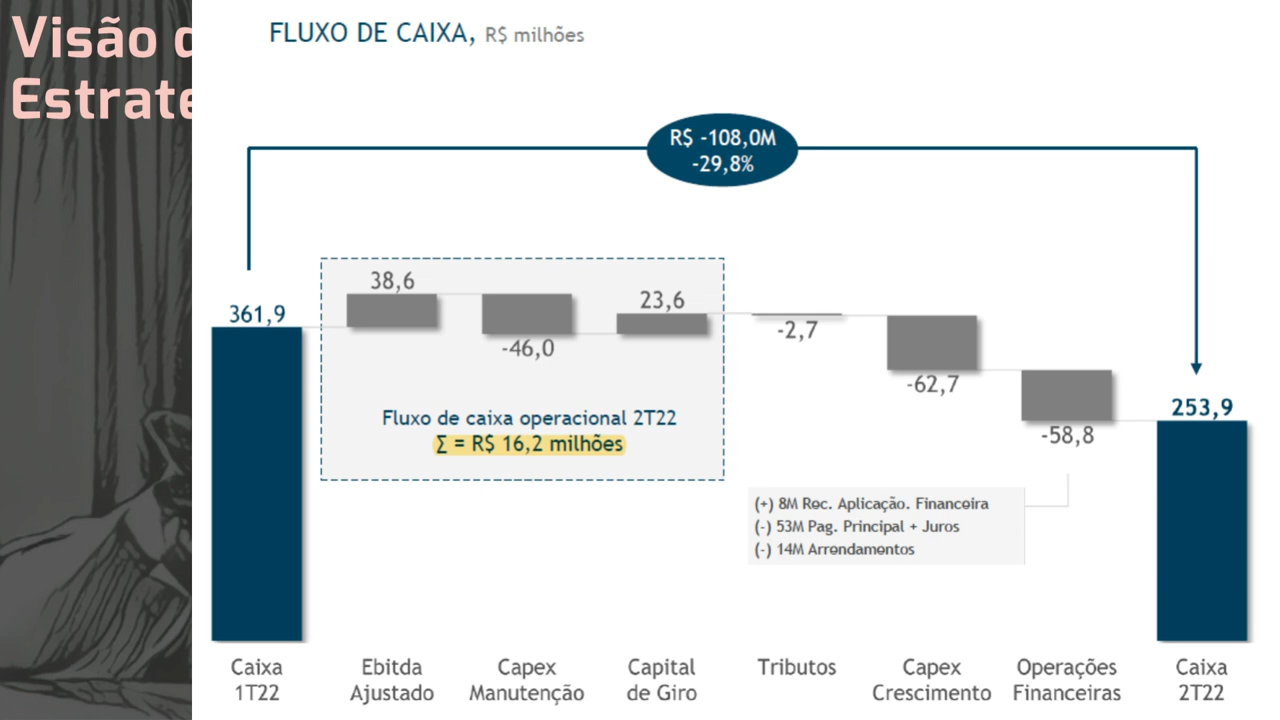 Visão
Estrate
FLUXO DE CAIXA, R$ milhões
R$ -108,0M
-29,8%
361,9
38,6
-46,0
23,6
-2,7
-62,7
-58,8
253,9
Fluxo de caixa operacional 2T22
∑ = R$ 16,2 milhões
(+) 8M Rec. Aplicação. Financeira
(-) 53M Pag. Principal + Juros
(-) 14M Arrendamentos
Caixa
1T22
Ebitda
Ajustado
Capex
Manutenção
Capital
de Giro
Tributos
Capex
Crescimento
Operações
Financeiras
Caixa
2T22